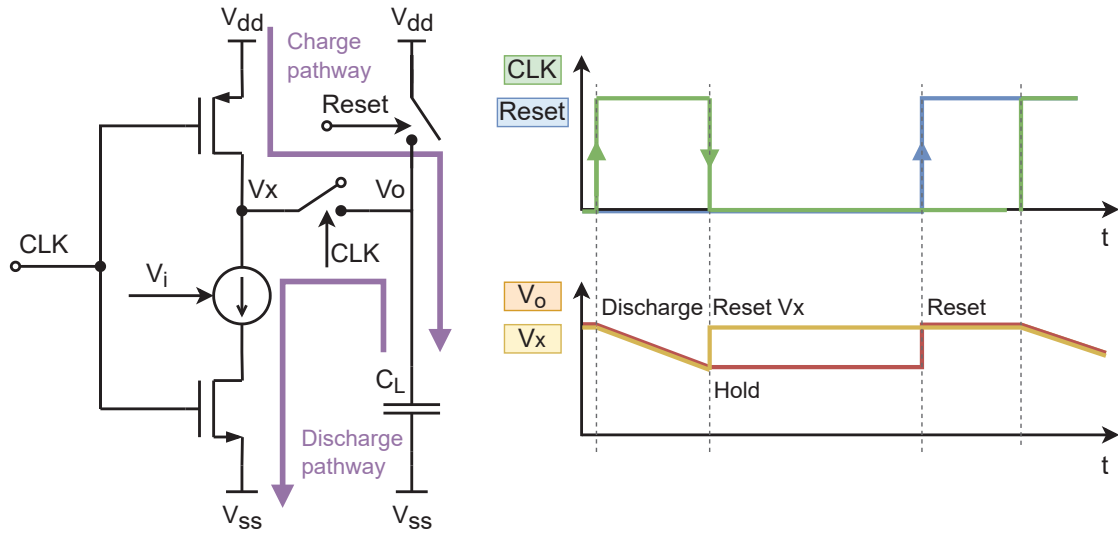 Vdd
Charge
pathway
Vdd
Reset
Vx
Vo
CLK
CLK
Vi
CL
Discharge
pathway
Vss
Vss
CLK
Reset
t
Vo
Vx
Discharge
Reset Vx
Reset
Hold
t